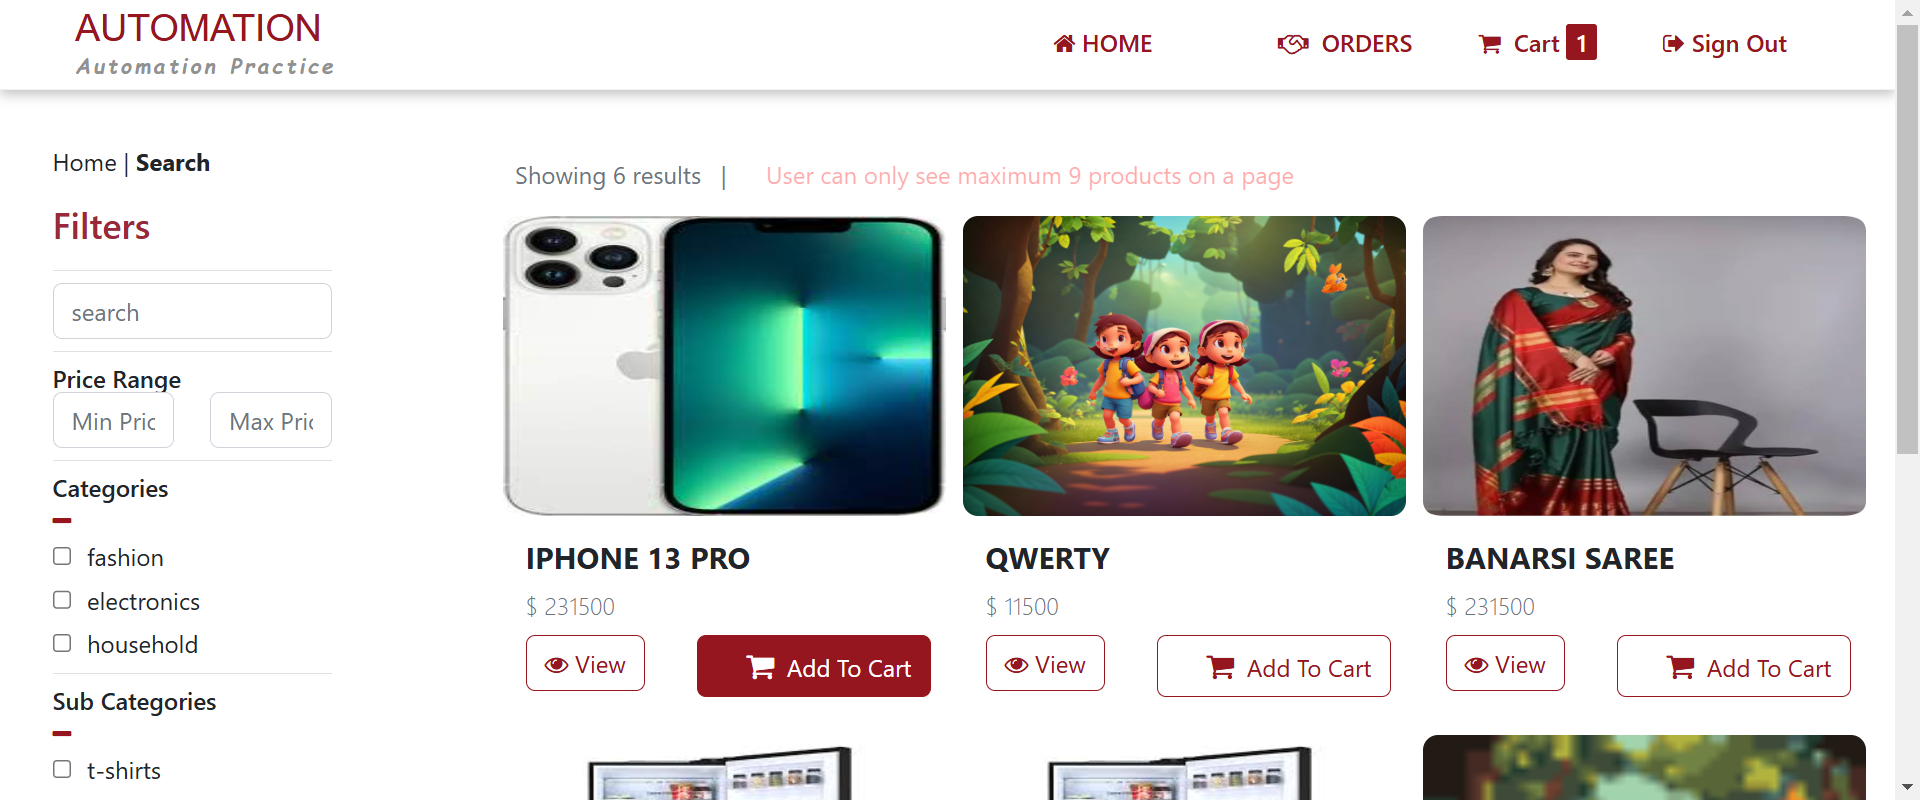 AUTOMATION
Automation Practice
HOME
ORDERS
Cart 1
Sign Out
Home | Search
Showing 6 results | User can only see maximum 9 products on a page
Filters
search
Price Range
Min Pric
Max Pric
Categories
fashion
electronics
household
Sub Categories
t-shirts
IPHONE 13 PRO
$ 231500
View
Add To Cart
QWERTY
$ 11500
View
Add To Cart
BANARSI SAREE
$ 231500
View
Add To Cart